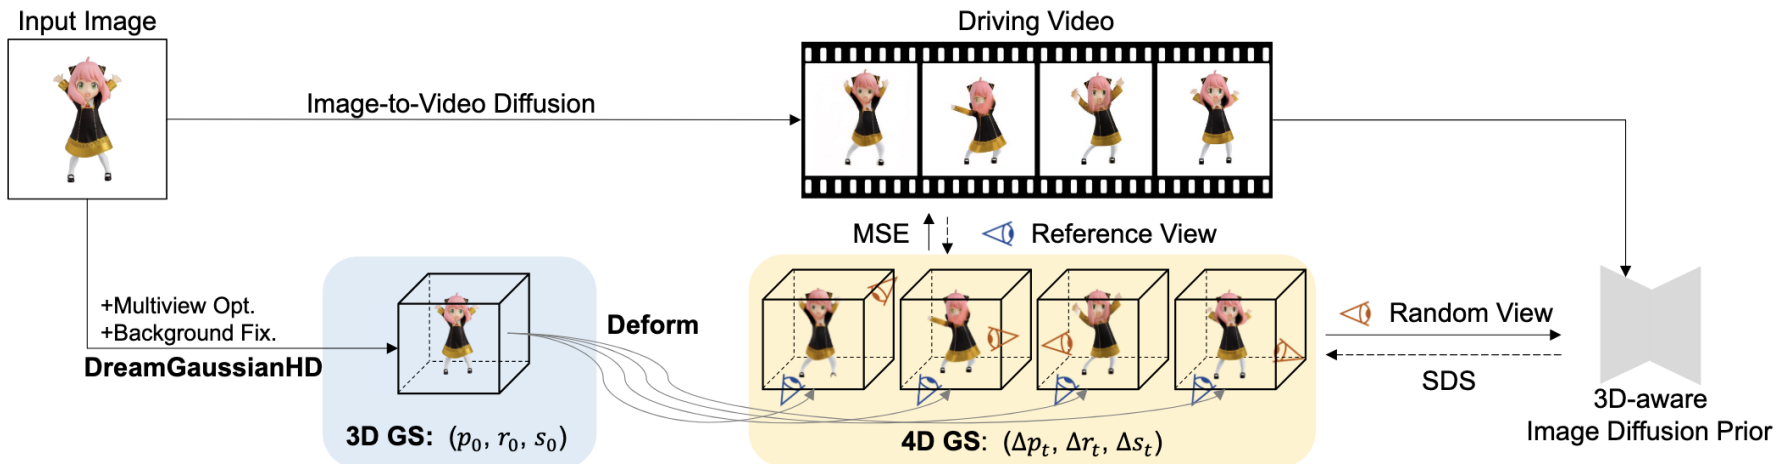 Input Image
Driving Video
Image-to-Video Diffusion
MSE
Reference View
+Multiview Opt.
+Background Fix.
DreamGaussianHD
Deform
Random View
SDS
3D GS: (p₀, r₀, s₀)
4D GS: (Δpₜ, Δrₜ, Δsₜ)
3D-aware
Image Diffusion Prior